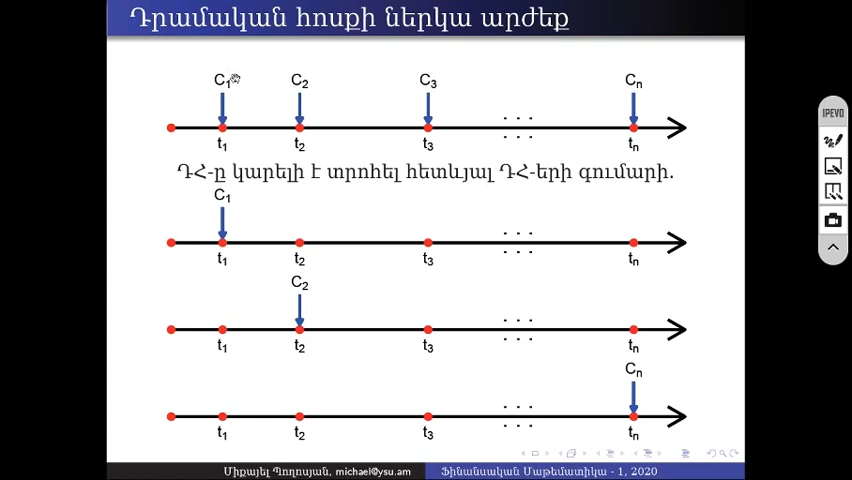 Դրամական հոսքի ներկա արժեք
C1 C2 C3 Cn
t1 t2 t3 . . . tn
ԴՀ-ը կարելի է տրոհել հետևյալ ԴՀ-երի գումարի.
C1
t1 t2 t3 . . . tn
C2
t1 t2 t3 . . . tn
Cn
t1 t2 t3 . . . tn
Միքայել Պողոսյան, michael@ysu.am Ֆինանսական Մաթեմատիկա - 1, 2020
IPEVO